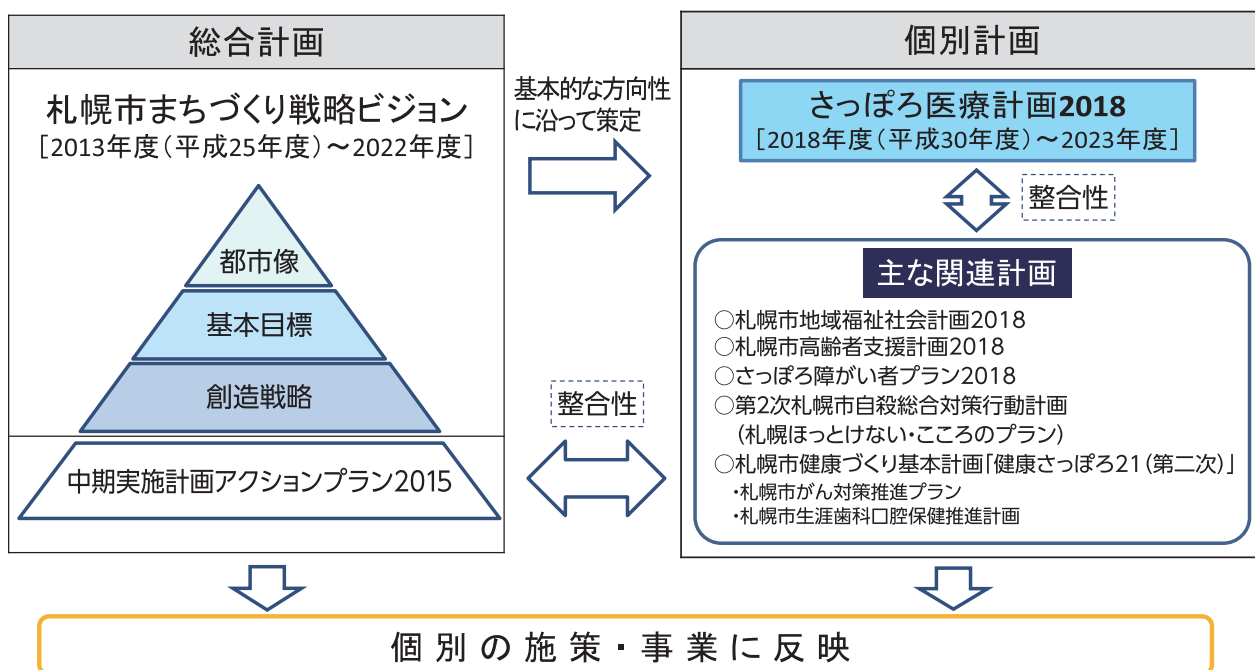 総合計画
札幌市まちづくり戦略ビジョン
[2013年度(平成25年度)～2022年度]
都市像
基本目標
創造戦略
中期実施計画アクションプラン2015
基本的な方向性
に沿って策定
整合性
個別計画
さっぽろ医療計画2018
[2018年度(平成30年度)～2023年度]
整合性
主な関連計画
○札幌市地域福祉社会計画2018
○札幌市高齢者支援計画2018
○さっぽろ障がい者プラン2018
○第2次札幌市自殺総合対策行動計画
(札幌ほっとけない・こころのプラン)
○札幌市健康づくり基本計画「健康さっぽろ21(第二次)」
・札幌市がん対策推進プラン
・札幌市生涯歯科口腔保健推進計画
個別の施策・事業に反映